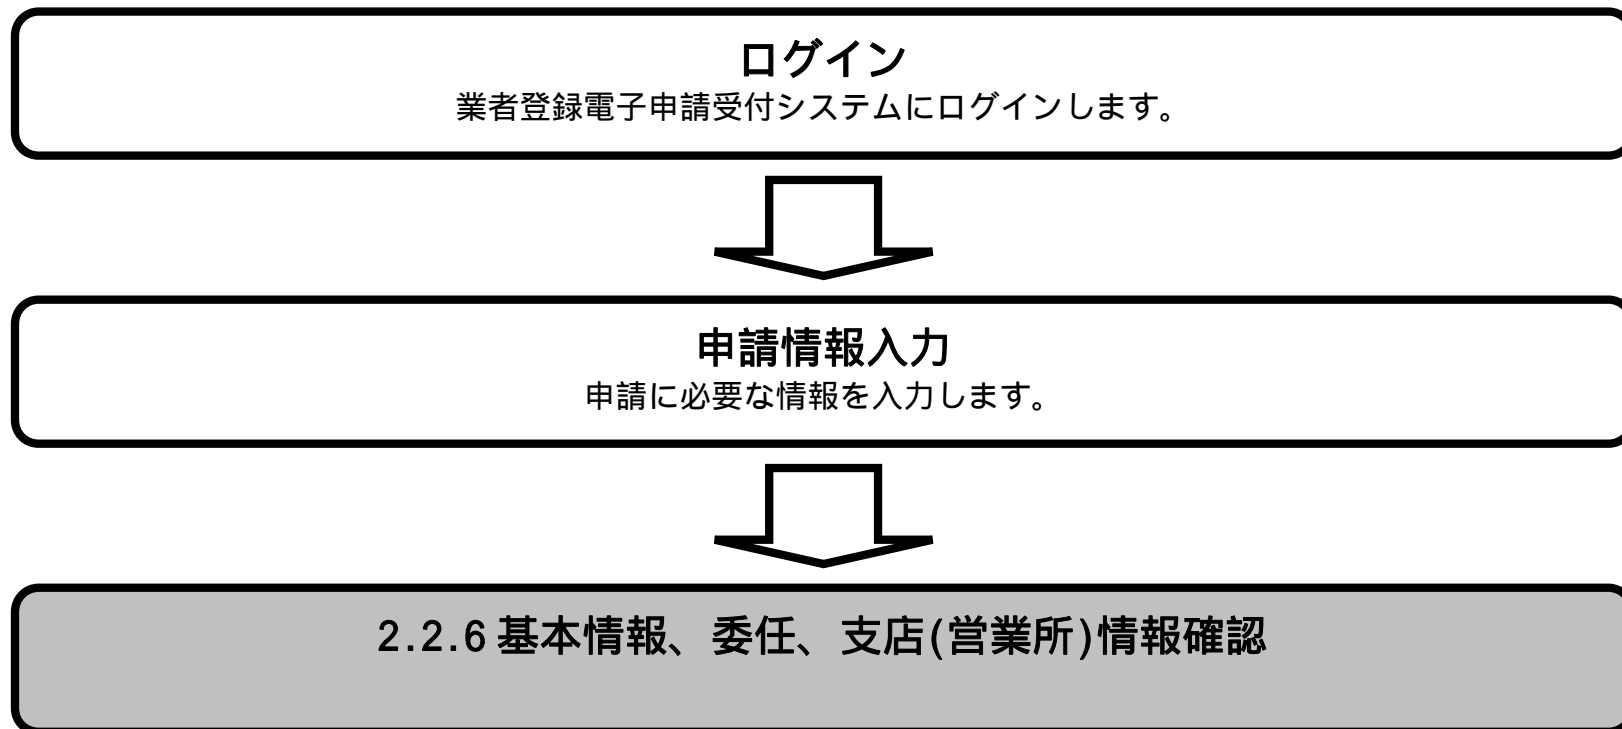 ログイン
業者登録電子申請受付システムにログインします。
申請情報入力
申請に必要な情報を入力します。
2.2.6 基本情報、委任、支店(営業所)情報確認